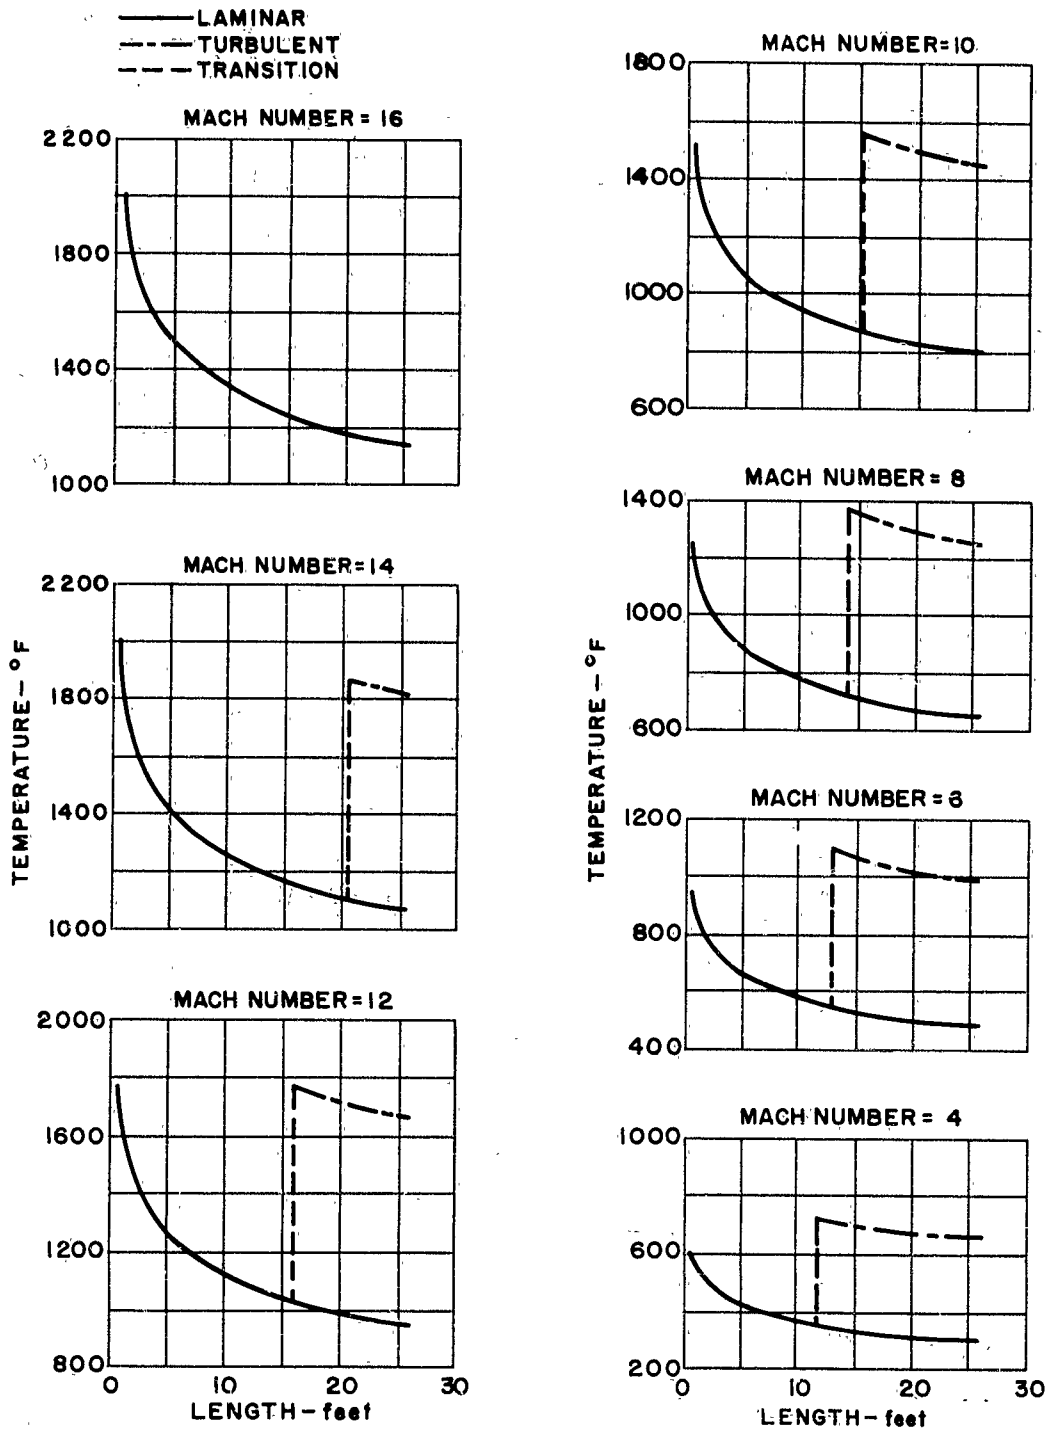 LAMINAR
TURBULENT
TRANSITION
MACH NUMBER = 16
2200
1800
1400
1000
MACH NUMBER=14
2200
1800
1400
1000
TEMPERATURE-°F
MACH NUMBER=12
2000
1600
1200
800
0 10 20 30
LENGTH-feet
MACH NUMBER=10
1800
1400
1000
600
MACH NUMBER= 8
1400
1000
600
TEMPERATURE-°F
MACH NUMBER=6
1200
800
400
MACH NUMBER= 4
1000
600
200
0 10 20 30
LENGTH-feet